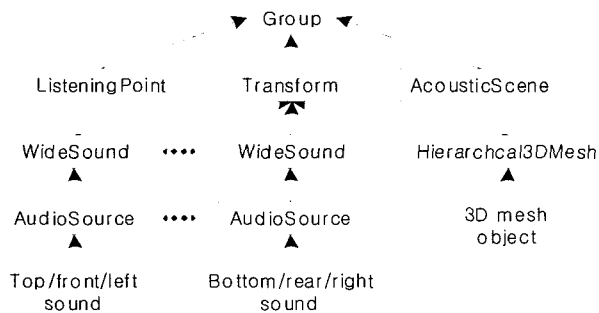 Group
ListeningPoint Transform AcousticScene
WideSound WideSound Hierarchcal3DMesh
AudioSource AudioSource 3D mesh
object
Top/front/left Bottom/rear/right
sound sound